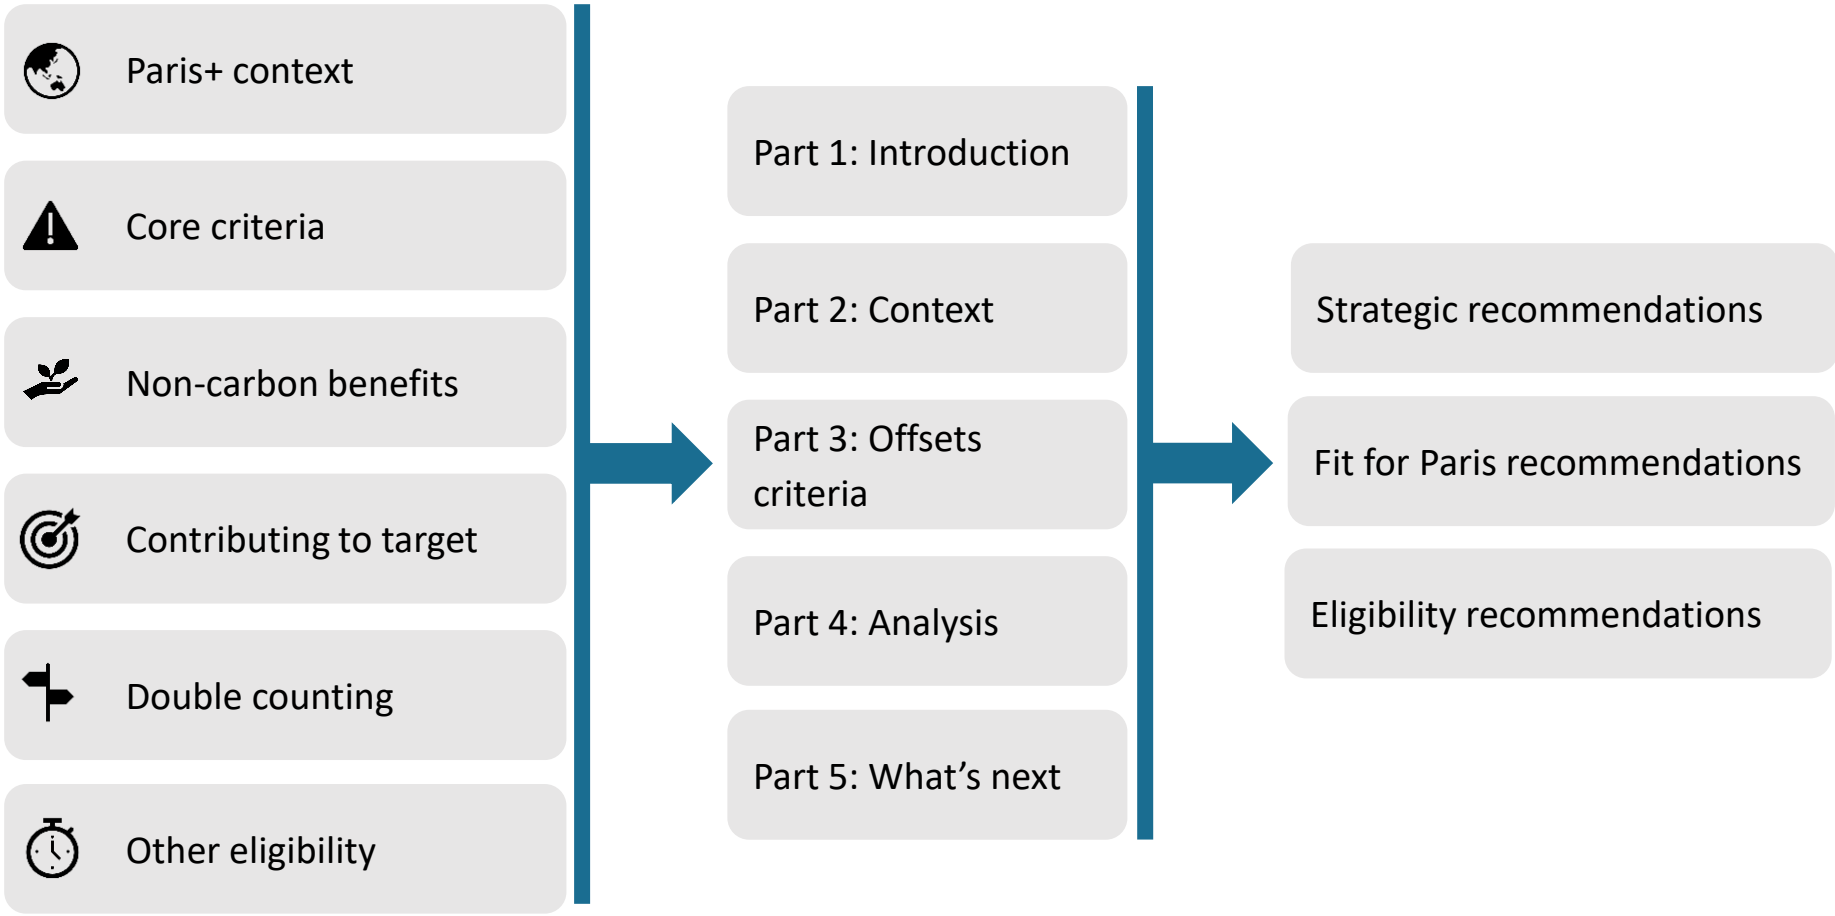 Paris+ context
Core criteria
Non-carbon benefits
Contributing to target
Double counting
Other eligibility
Part 1: Introduction
Part 2: Context
Part 3: Offsets
criteria
Part 4: Analysis
Part 5: What’s next
Strategic recommendations
Fit for Paris recommendations
Eligibility recommendations